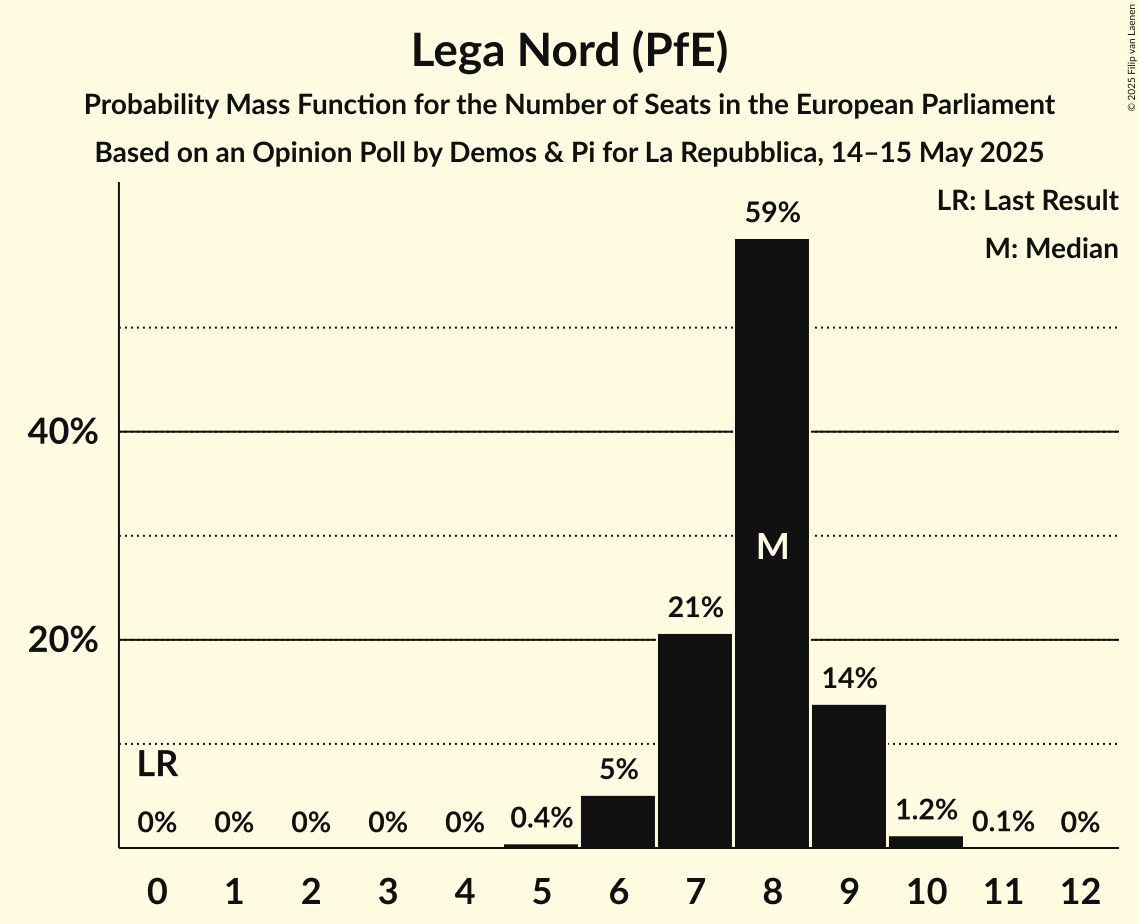 Lega Nord (PfE)
Probability Mass Function for the Number of Seats in the European Parliament
Based on an Opinion Poll by Demos & Pi for La Repubblica, 14–15 May 2025
© 2025 Filip van Laenen
LR: Last Result
M: Median
59%
40%
M
21%
20%
14%
LR
5%
0% 0% 0% 0% 0% 0.4% 1.2% 0.1% 0%
0 1 2 3 4 5 6 7 8 9 10 11 12